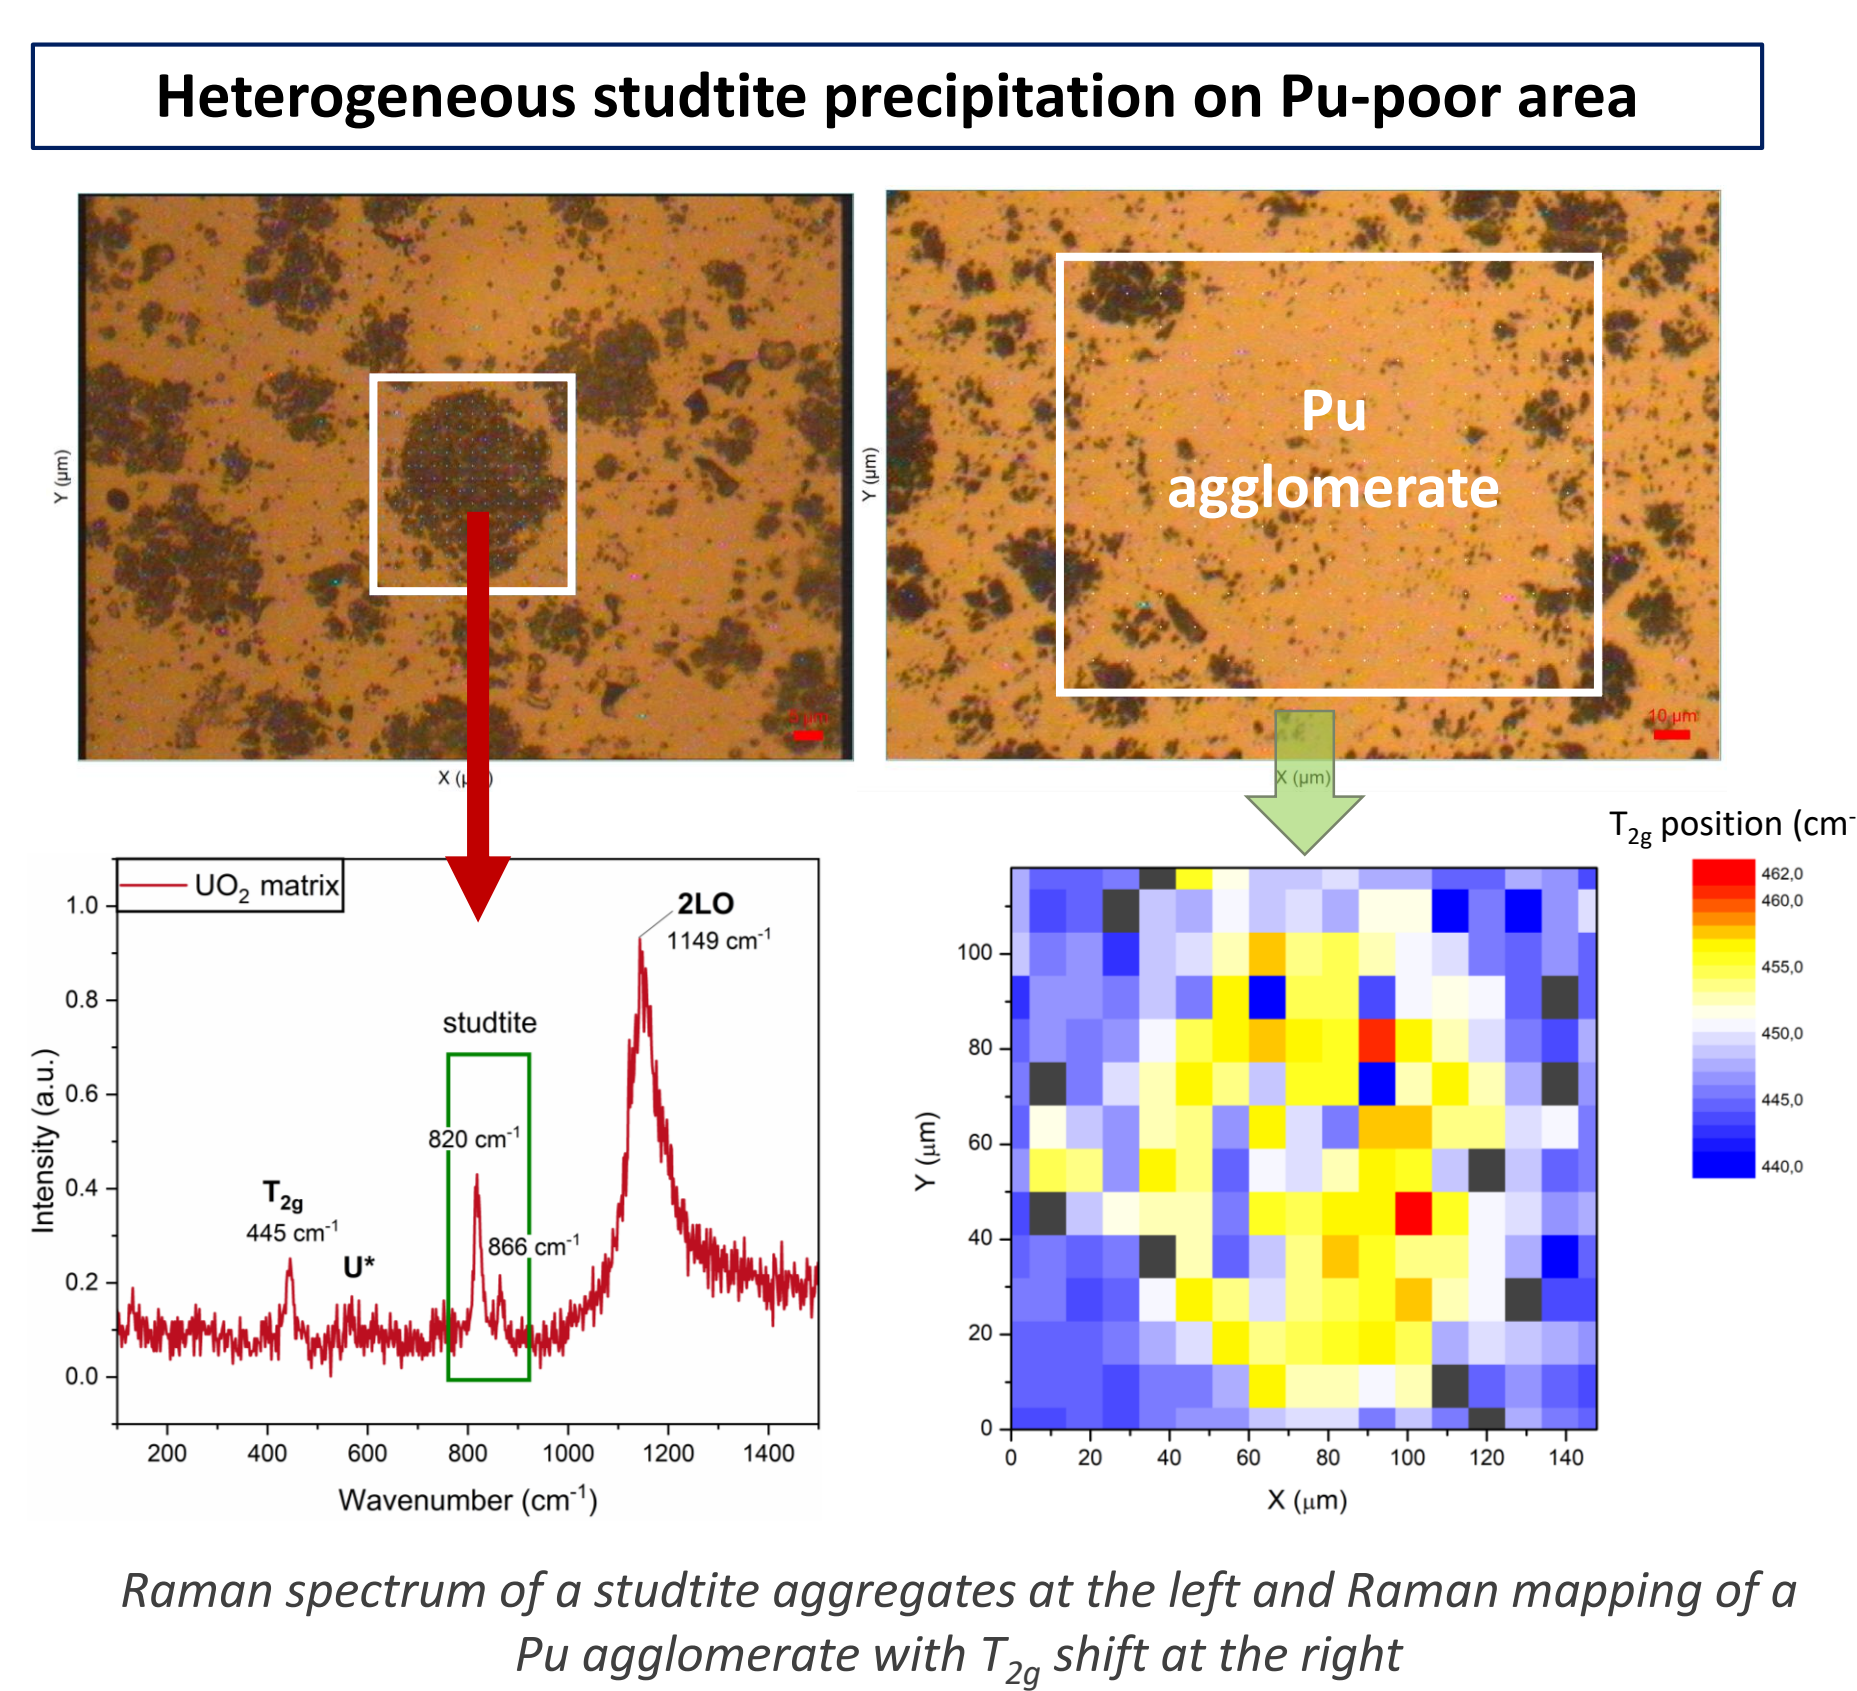 Heterogeneous studtite precipitation on Pu-poor area
Y (µm)
5 µm
X (µ )
Y (µm)
Pu
agglomerate
10 µm
X (µm)
UO₂ matrix
Intensity (a.u.)
1.0
0.8
0.6
0.4
0.2
0.0
2LO
1149 cm⁻¹
studtite
820 cm⁻¹
866 cm⁻¹
T₂g
445 cm⁻¹
U*
200 400 600 800 1000 1200 1400
Wavenumber (cm⁻¹)
T₂g position (cm⁻
462,0
460,0
455,0
450,0
445,0
440,0
Y (µm)
100
80
60
40
20
0
0 20 40 60 80 100 120 140
X (µm)
Raman spectrum of a studtite aggregates at the left and Raman mapping of a
Pu agglomerate with T₂g shift at the right